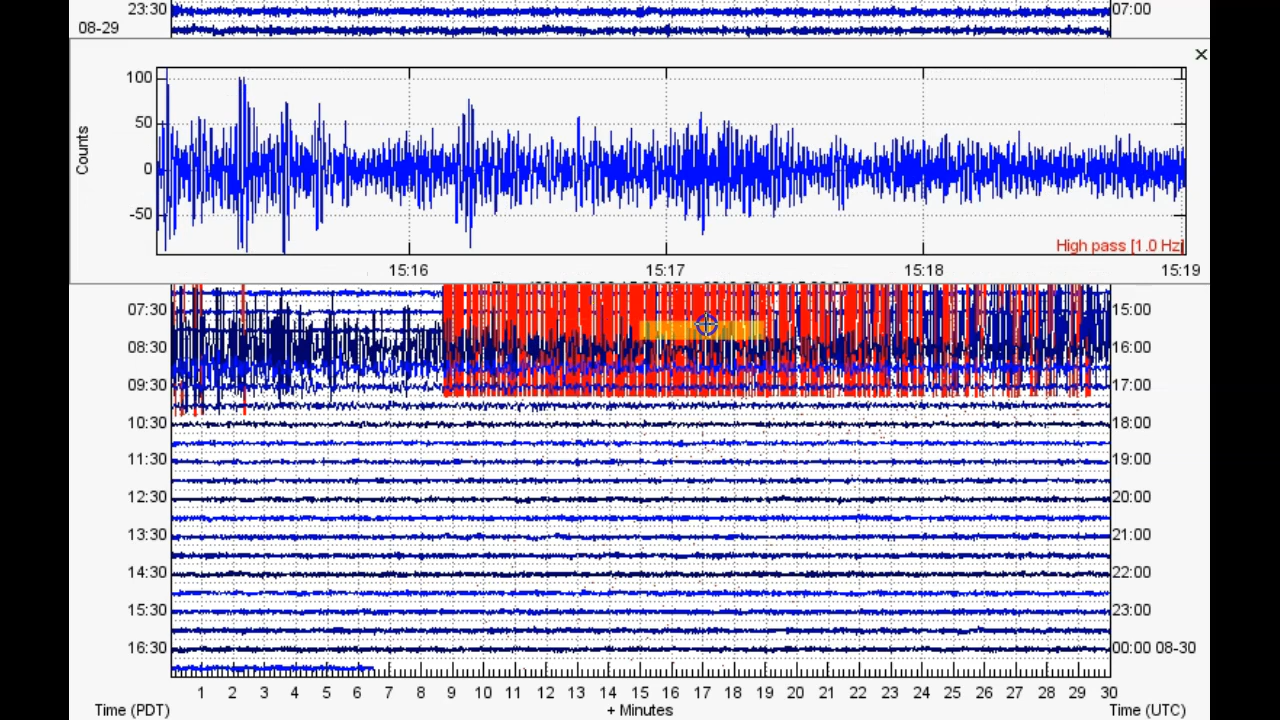 23:30 07:00
08-29
×
100
50
0
-50
Counts
High pass [1.0 Hz]
15:16 15:17 15:18 15:19
07:30 15:00
08:30 16:00
09:30 17:00
10:30 18:00
11:30 19:00
12:30 20:00
13:30 21:00
14:30 22:00
15:30 23:00
16:30 00:00 08-30
1 2 3 4 5 6 7 8 9 10 11 12 13 14 15 16 17 18 19 20 21 22 23 24 25 26 27 28 29 30
Time (PDT) + Minutes Time (UTC)